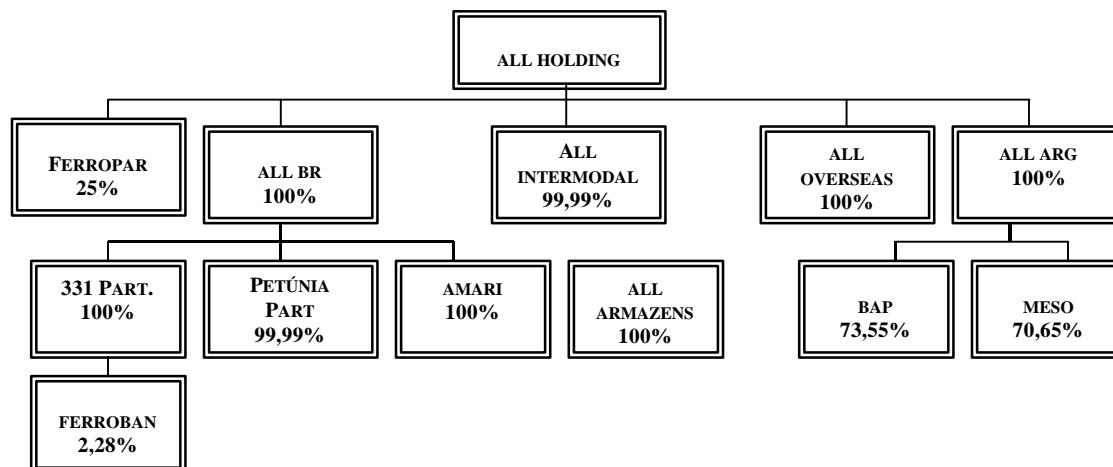 ALL HOLDING
FERROPAR
25%
ALL BR
100%
ALL
INTERMODAL
99,99%
ALL
OVERSEAS
100%
ALL ARG
100%
331 PART.
100%
PETÚNIA
PART
99,99%
AMARI
100%
ALL
ARMAZENS
100%
BAP
73,55%
MESO
70,65%
FERROBAN
2,28%